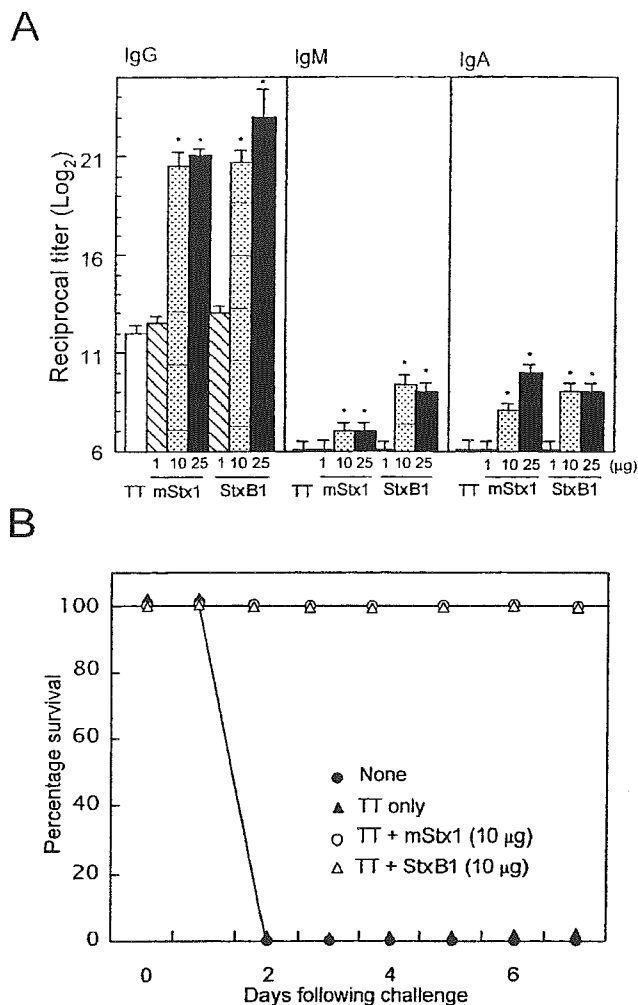 A
IgG IgM IgA
Reciprocal titer (Log2)
21
16
11
6
* * * *
* * * *
* * * *
1 10 25 1 10 25 1 10 25 1 10 25 1 10 25 1 10 25 (µg)
TT mStx1 StxB1 TT mStx1 StxB1 TT mStx1 StxB1
B
Percentage survival
100
80
60
40
20
0
None
TT only
TT + mStx1 (10 µg)
TT + StxB1 (10 µg)
0 2 4 6
Days following challenge